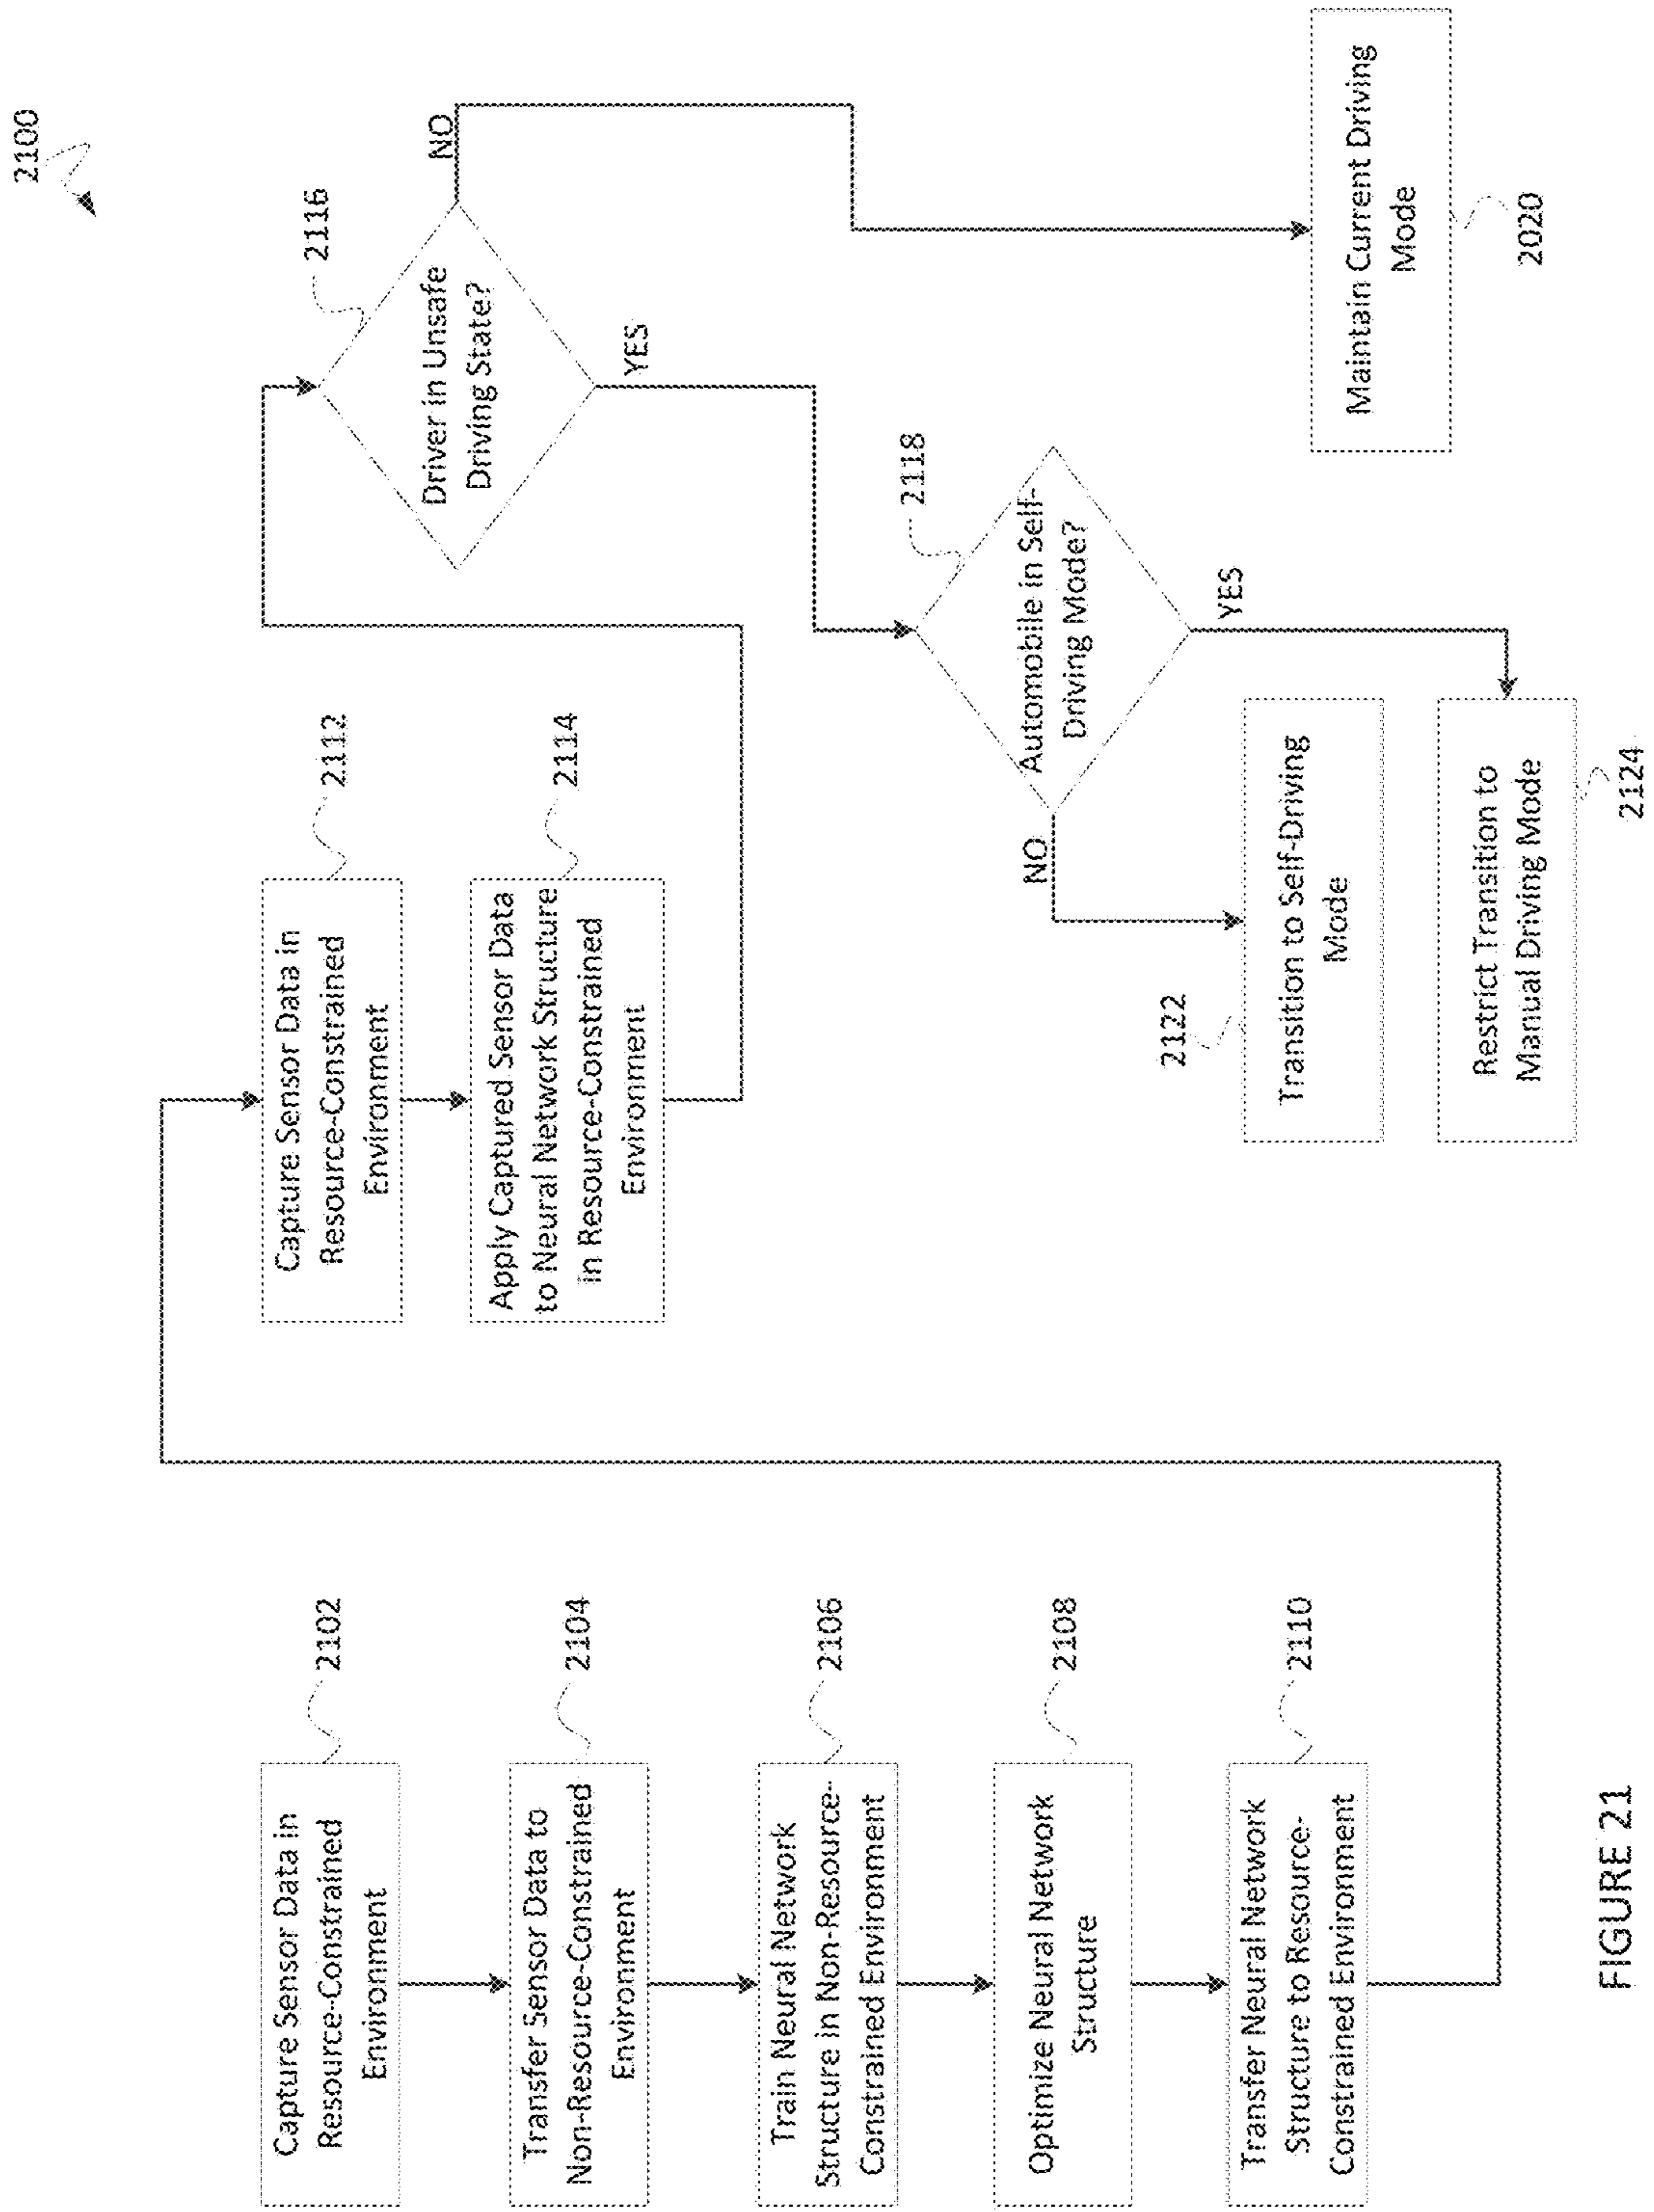 2100
Capture Sensor Data in
Resource-Constrained
Environment
2102
Transfer Sensor Data to
Non-Resource-Constrained
Environment
2104
Train Neural Network
Structure in Non-Resource-
Constrained Environment
2106
Optimize Neural Network
Structure
2108
Transfer Neural Network
Structure to Resource-
Constrained Environment
2110
Capture Sensor Data in
Resource-Constrained
Environment
2112
Apply Captured Sensor Data
to Neural Network Structure
in Resource-Constrained
Environment
2114
Driver in Unsafe
Driving State?
2116
NO
YES
Automobile in Self-
Driving Mode?
2118
NO
YES
2122
Transition to Self-Driving
Mode
Restrict Transition to
Manual Driving Mode
2124
Maintain Current Driving
Mode
2020
FIGURE 21